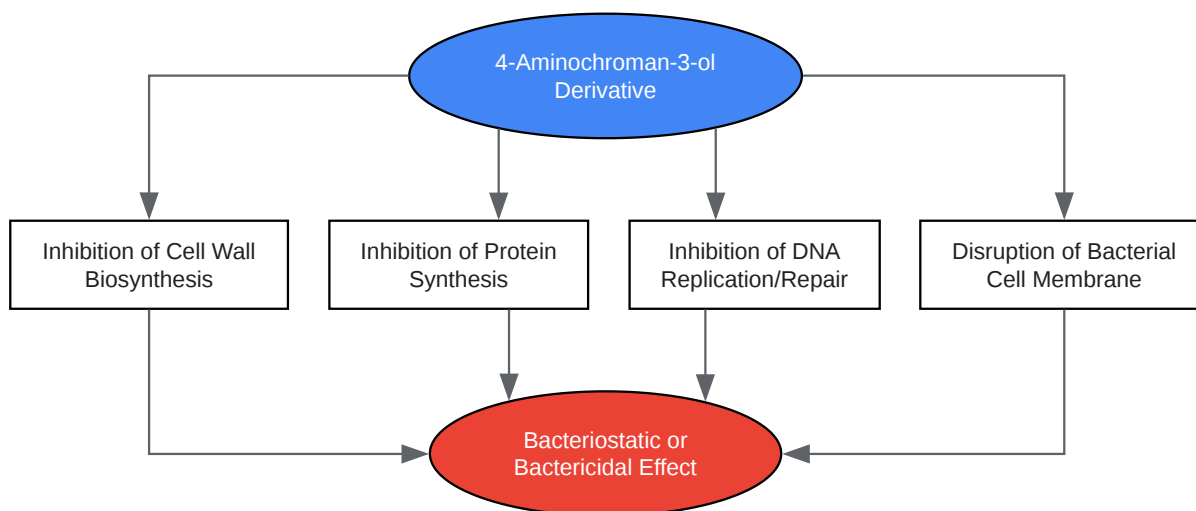 4-Aminochroman-3-ol
Derivative
Inhibition of Cell Wall
Biosynthesis
Inhibition of Protein
Synthesis
Inhibition of DNA
Replication/Repair
Disruption of Bacterial
Cell Membrane
Bacteriostatic or
Bactericidal Effect